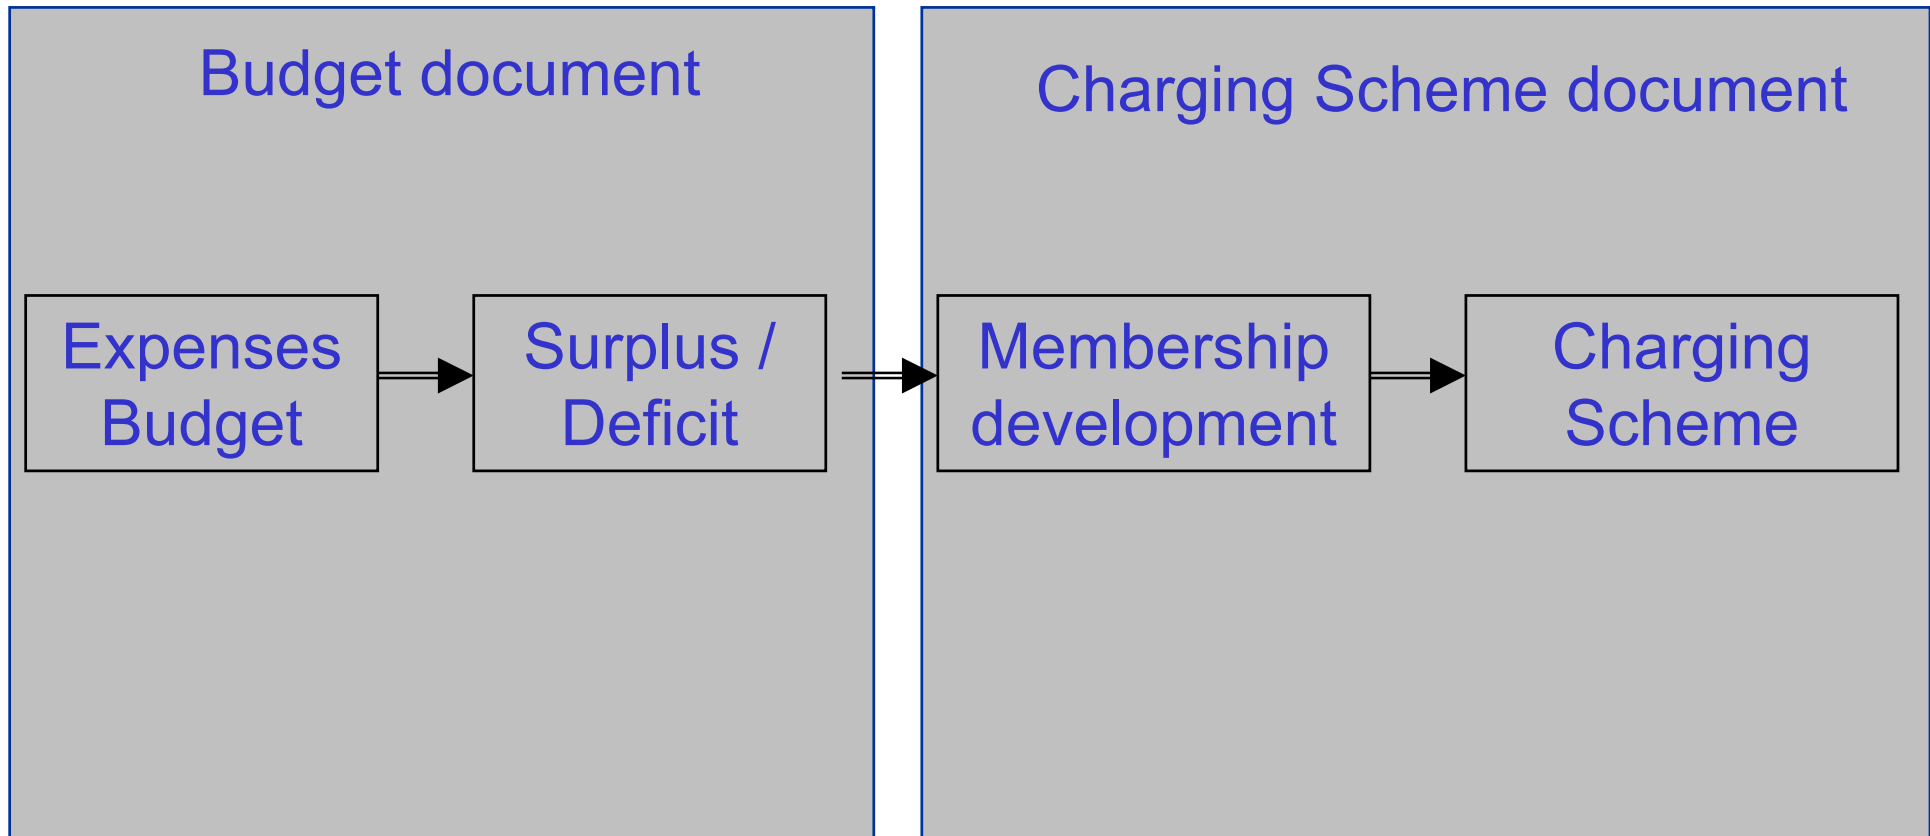 Budget document
Charging Scheme document
Expenses
Budget
Surplus /
Deficit
Membership
development
Charging
Scheme